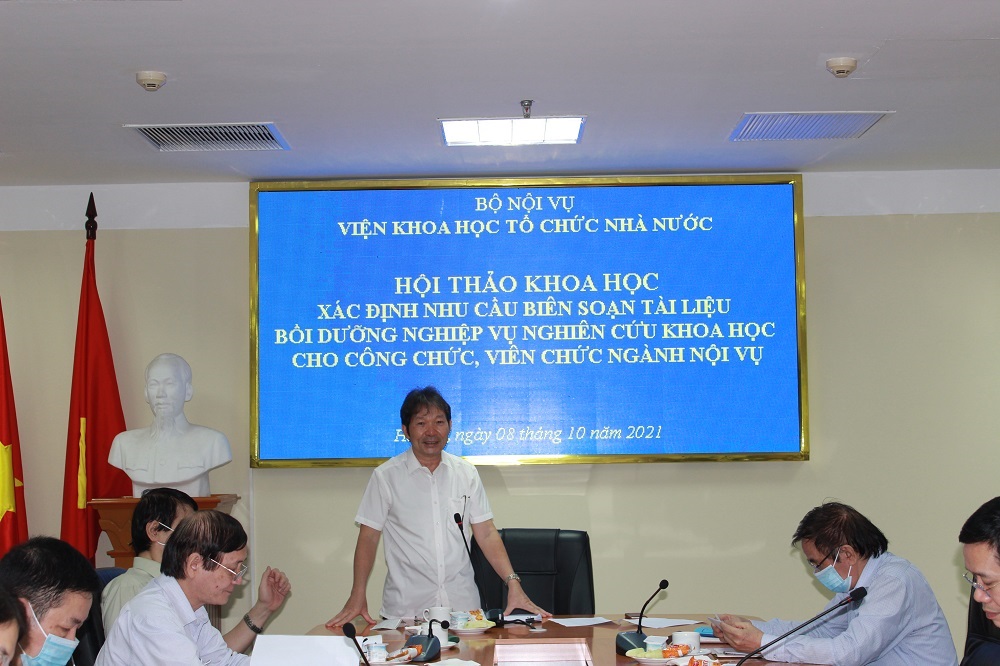 BỘ NỘI VỤ
VIỆN KHOA HỌC TỔ CHỨC NHÀ NƯỚC
HỘI THẢO KHOA HỌC
XÁC ĐỊNH NHU CẦU BIÊN SOẠN TÀI LIỆU
BỒI DƯỠNG NGHIỆP VỤ NGHIÊN CỨU KHOA HỌC
CHO CÔNG CHỨC, VIÊN CHỨC NGÀNH NỘI VỤ
ngày 08 tháng 10 năm 2021